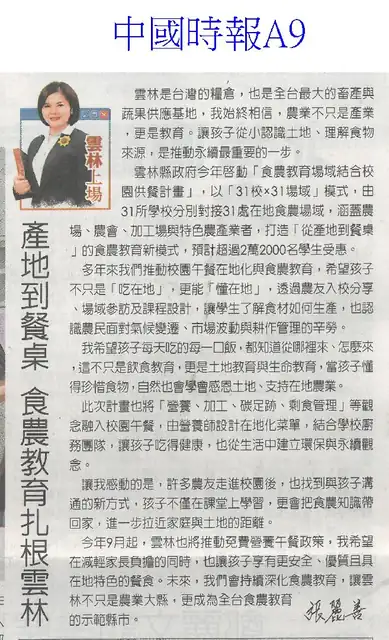 中國時報A9
雲林上場
產地到餐桌 食農教育扎根雲林
雲林是台灣的糧倉，也是全台最大的畜產與
蔬果供應基地，我始終相信，農業不只是產業
，更是教育。讓孩子從小認識土地、理解食物
來源，是推動永續最重要的一步。
雲林縣政府今年啓動「食農教育場域結合校
園供餐計畫」，以「31校×31場域」模式，由
31所學校分別對接31處在地食農場域，涵蓋農
場、農會、加工場與特色農產業者，打造「從產地到餐桌
」的食農教育新模式，預計超過2萬2000名學生受惠。
多年來我們推動校園午餐在地化與食農教育，希望孩子
不只是「吃在地」，更能「懂在地」，透過農友入校分享
、場域參訪及課程設計，讓學生了解食材如何生產，也認
識農民面對氣候變遷、市場波動與耕作管理的辛勞。
我希望孩子每天吃的每一口飯，都知道從哪裡來、怎麼來
，這不只是飲食教育，更是土地教育與生命教育，當孩子懂
得珍惜食物，自然也會學會感恩土地、支持在地農業。
此次計畫也將「營養、加工、碳足跡、剩食管理」等觀
念融入校園午餐，由營養師設計在地化菜單，結合學校廚
務團隊，讓孩子吃得健康，也從生活中建立環保與永續觀
念。
讓我感動的是，許多農友走進校園後，也找到與孩子溝
通的新方式，孩子不僅在課堂上學習，更會把食農知識帶
回家，進一步拉近家庭與土地的距離。
今年9月起，雲林也將推動免費營養午餐政策，我希望
在減輕家長負擔的同時，也讓孩子享有更安全、優質且具
在地特色的餐食。未來，我們會持續深化食農教育，讓雲
林不只是農業大縣，更成為全台食農教育
的示範縣市。
張麗善